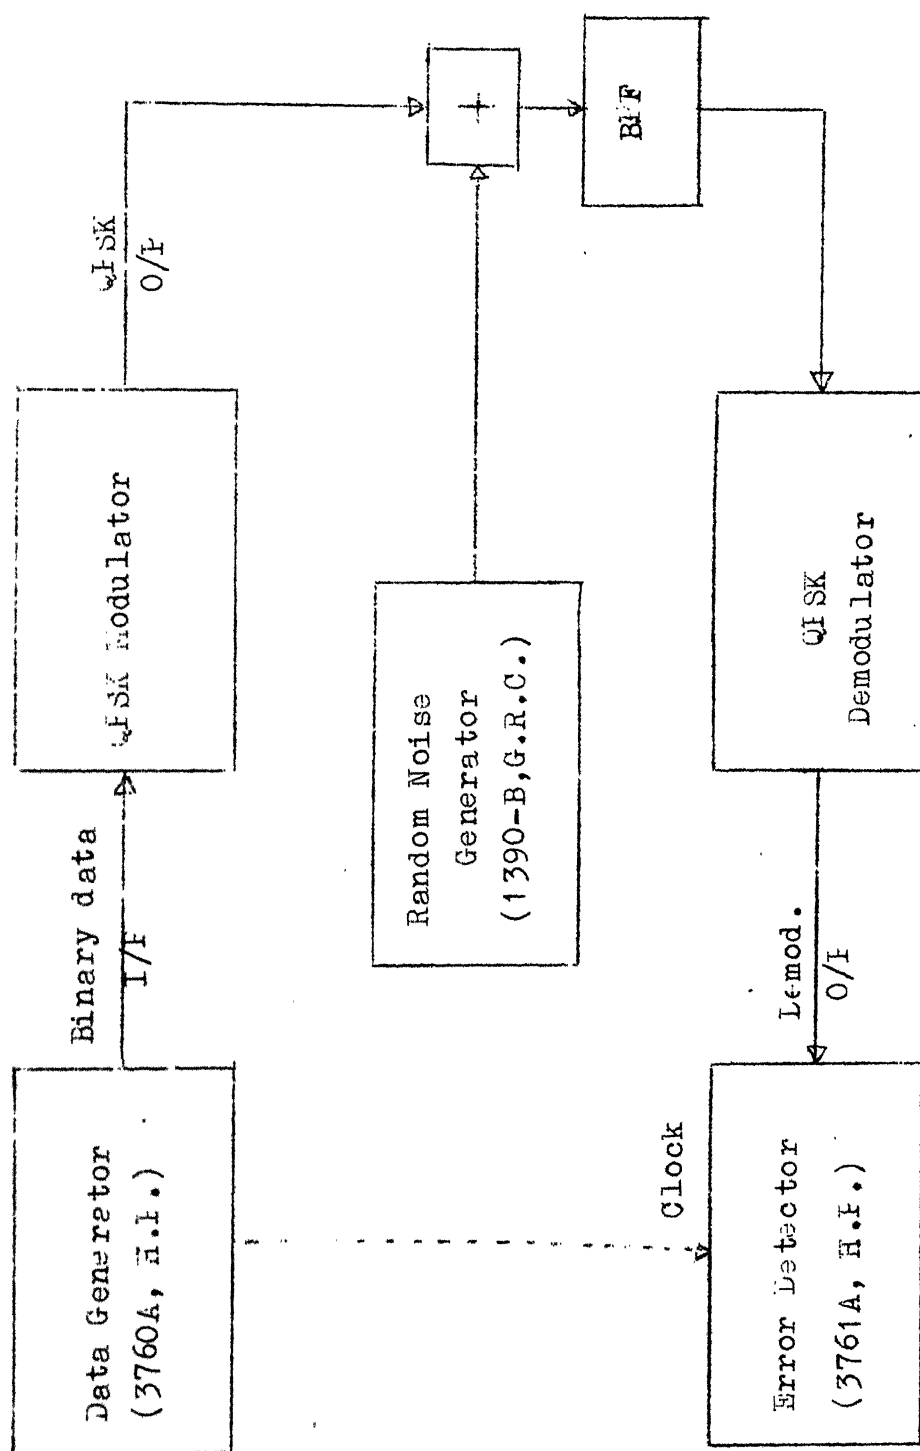 Data Generator
(3760A, H.P.)
Binary data
I/P
QPSK Modulator
QPSK
O/P
+
BPF
Random Noise
Generator
(1390-B,G.R.C.)
Clock
Error Detector
(3761A, H.P.)
Demod.
O/P
QPSK
Demodulator